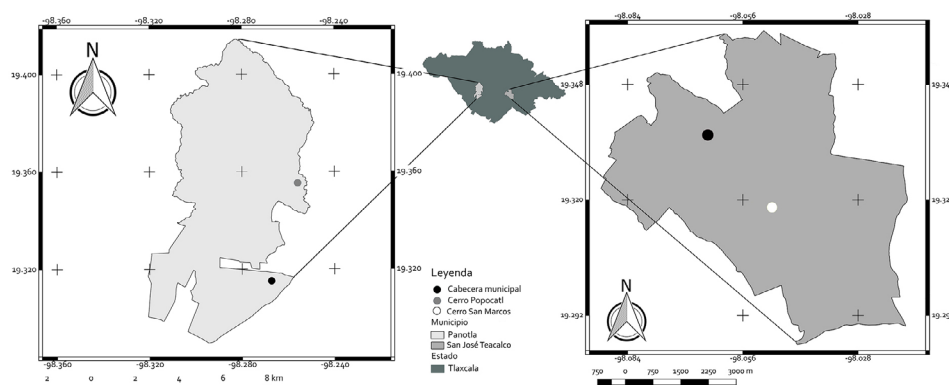 -98.360 -98.320 -98.280 -98.240
N
19.400 19.400
19.360 19.360
19.320 19.320
-98.360 -98.320 -98.280 -98.240
2 0 2 4 6 8 km
Leyenda
Cabecera municipal
Cerro Popocatl
Cerro San Marcos
Municipio
Panotla
San José Teacalco
Estado
Tlaxcala
-98.084 -98.056 -98.028
19.348
19.320
19.292
N
-98.084 -98.056 -98.028
750 0 750 1500 2250 3000 m